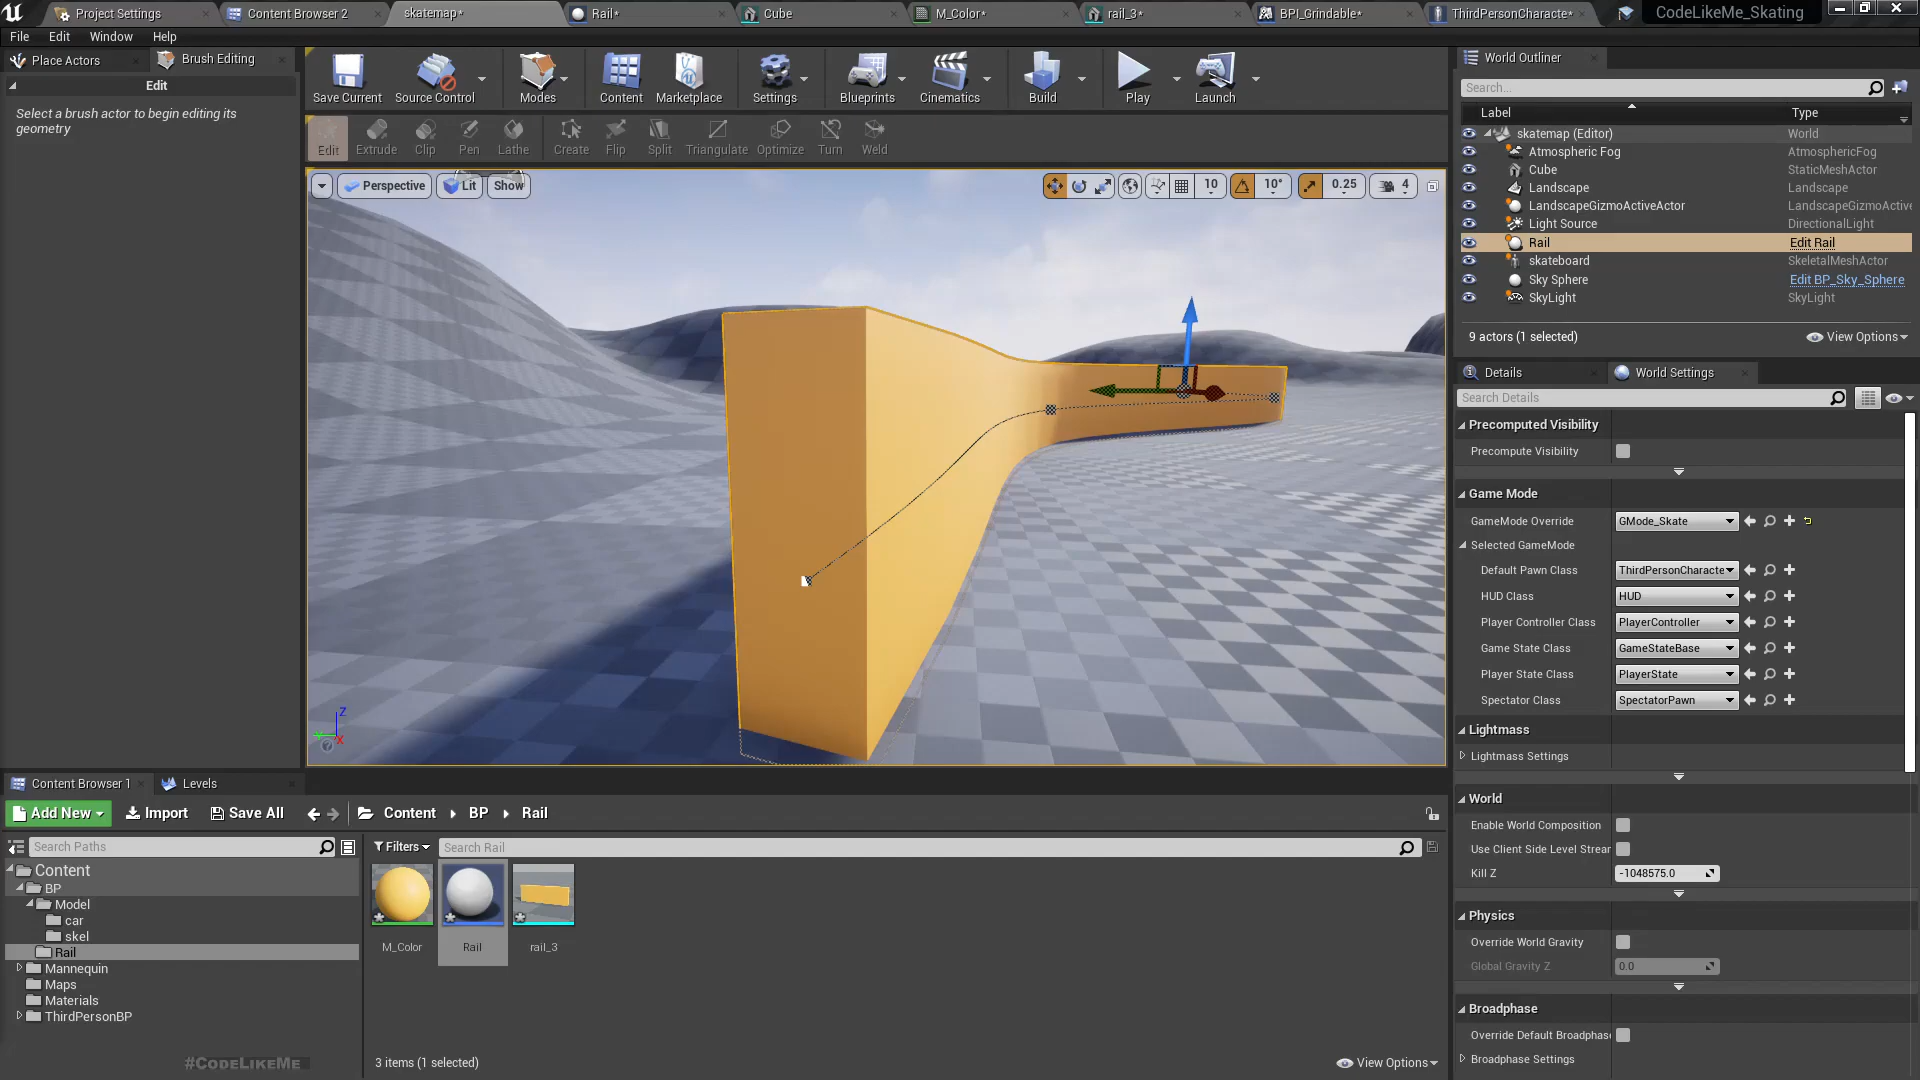 Project Settings
Content Browser 2
skatemap*
Rail*
Cube
M_Color*
rail_3*
BPI_Grindable*
ThirdPersonCharacte*
CodeLikeMe_Skating
File
Edit
Window
Help
Place Actors
Brush Editing
Edit
Select a brush actor to begin editing its
geometry
Save Current
Source Control
Modes
Content
Marketplace
Settings
Blueprints
Cinematics
Build
Play
Launch
Edit
Extrude
Clip
Pen
Lathe
Create
Flip
Split
Triangulate
Optimize
Turn
Weld
Perspective
Lit
Show
10
10°
0.25
4
Z
World Outliner
Search...
Label
Type
skatemap (Editor)
World
Atmospheric Fog
AtmosphericFog
Cube
StaticMeshActor
Landscape
Landscape
LandscapeGizmoActiveActor
LandscapeGizmoActive
Light Source
DirectionalLight
Rail
Edit Rail
skateboard
SkeletalMeshActor
Sky Sphere
Edit BP_Sky_Sphere
SkyLight
SkyLight
9 actors (1 selected)
View Options
Details
World Settings
Search Details
Precomputed Visibility
Precompute Visibility
Game Mode
GameMode Override
GMode_Skate
Selected GameMode
Default Pawn Class
ThirdPersonCharacte
HUD Class
HUD
Player Controller Class
PlayerController
Game State Class
GameStateBase
Player State Class
PlayerState
Spectator Class
SpectatorPawn
Lightmass
Lightmass Settings
World
Enable World Composition
Use Client Side Level Strear
Kill Z
-1048575.0
Physics
Override World Gravity
Global Gravity Z
0.0
Broadphase
Override Default Broadphase
Broadphase Settings
Content Browser 1
Levels
Add New
Import
Save All
Content
BP
Rail
Search Paths
Filters
Search Rail
Content
BP
Model
car
skel
Rail
Mannequin
Maps
Materials
ThirdPersonBP
M_Color
Rail
rail_3
#CodeLikeMe
3 items (1 selected)
View Options